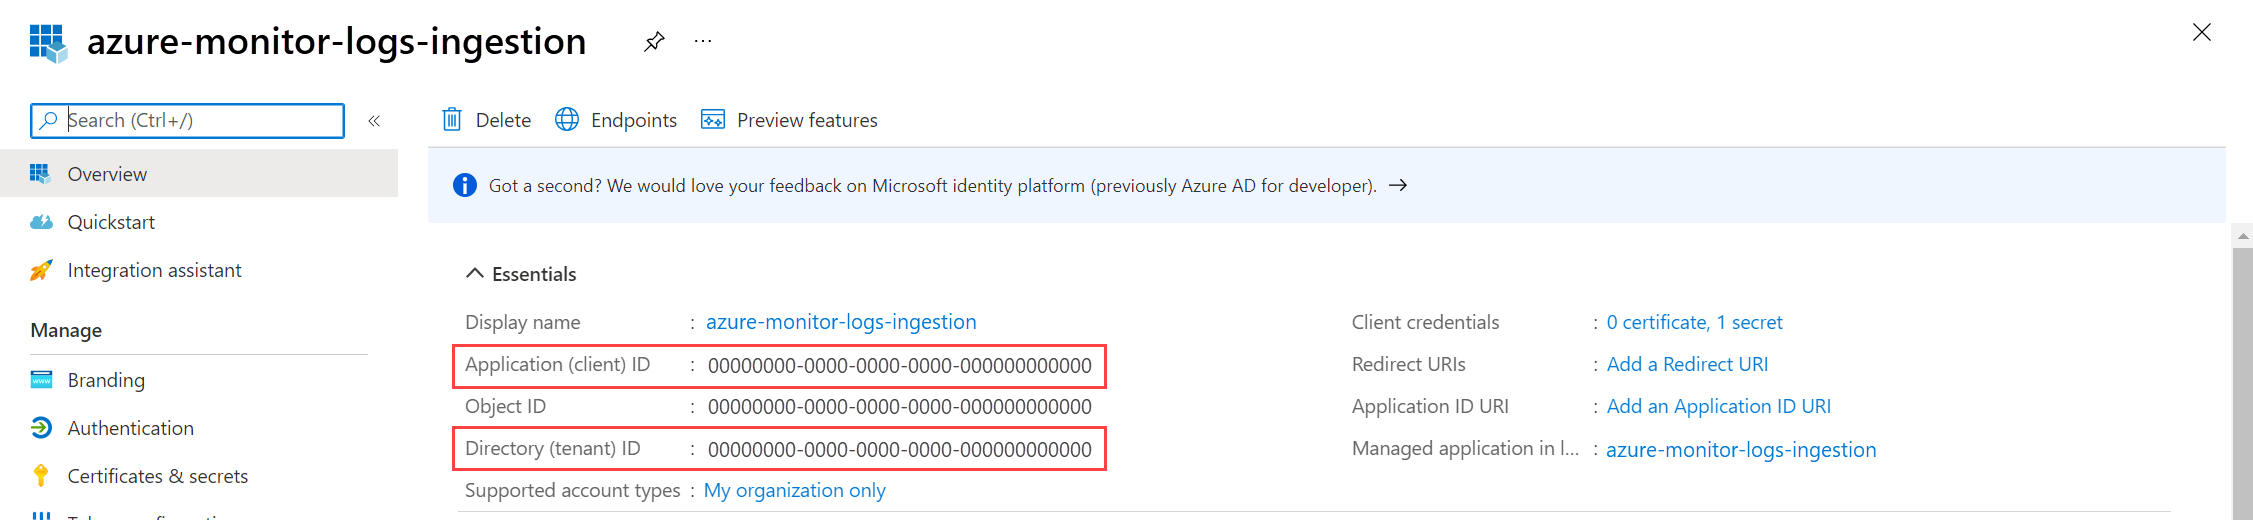 azure-monitor-logs-ingestion
Search (Ctrl+/)
Overview
Quickstart
Integration assistant
Manage
Branding
Authentication
Certificates & secrets
Delete Endpoints Preview features
Got a second? We would love your feedback on Microsoft identity platform (previously Azure AD for developer). →
Essentials
Display name : azure-monitor-logs-ingestion
Application (client) ID : 00000000-0000-0000-0000-000000000000
Object ID : 00000000-0000-0000-0000-000000000000
Directory (tenant) ID : 00000000-0000-0000-0000-000000000000
Supported account types : My organization only
Client credentials : 0 certificate, 1 secret
Redirect URIs : Add a Redirect URI
Application ID URI : Add an Application ID URI
Managed application in l... : azure-monitor-logs-ingestion